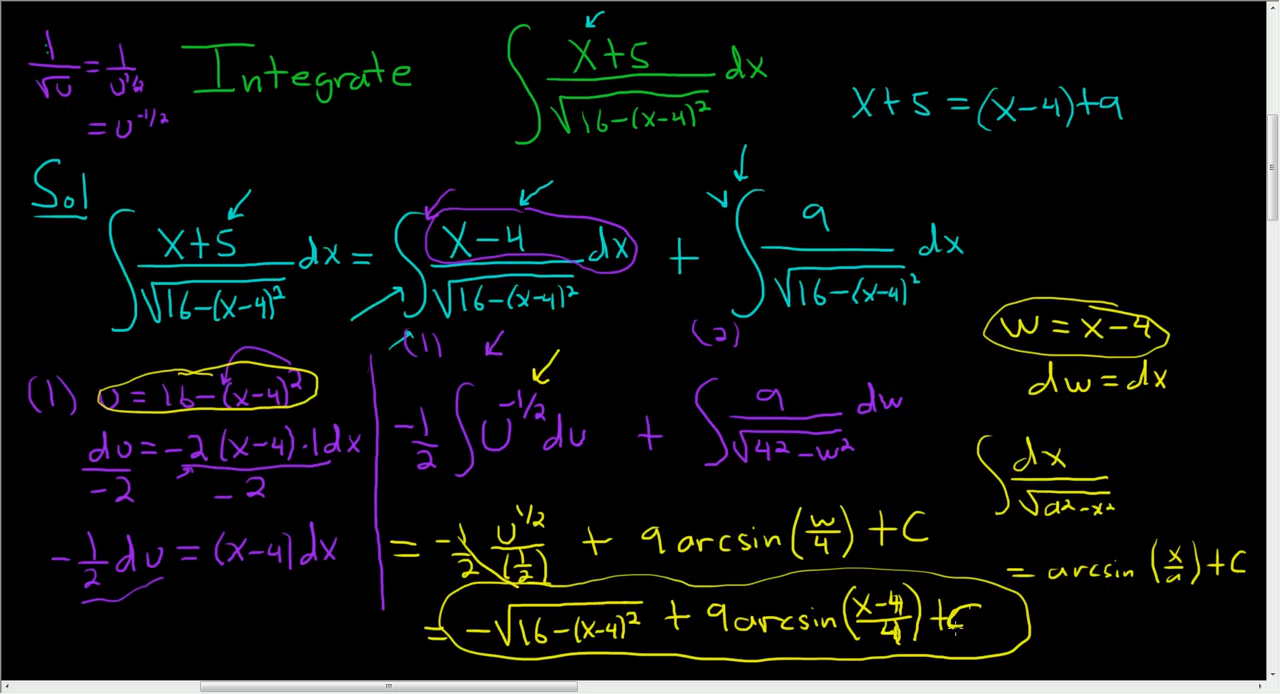 1/√u = 1/u^1/2
= u^-1/2
Integrate ∫ x+5/√16-(x-4)² dx
x+5 = (x-4)+9
Sol
∫ x+5/√16-(x-4)² dx = ∫ x-4/√16-(x-4)² dx + ∫ 9/√16-(x-4)² dx
(1) (2)
w = x-4
dw = dx
(1) u = 16-(x-4)²
du/-2 = -2(x-4)·1dx/-2
-1/2 du = (x-4)dx
-1/2 ∫ u^-1/2 du + ∫ 9/√4²-w² dw
= -1/2 u^1/2/(1/2) + 9 arcsin(w/4) + C
= -√16-(x-4)² + 9 arcsin(x-4/4) + C
∫ dx/√a²-x²
= arcsin(x/a) + C